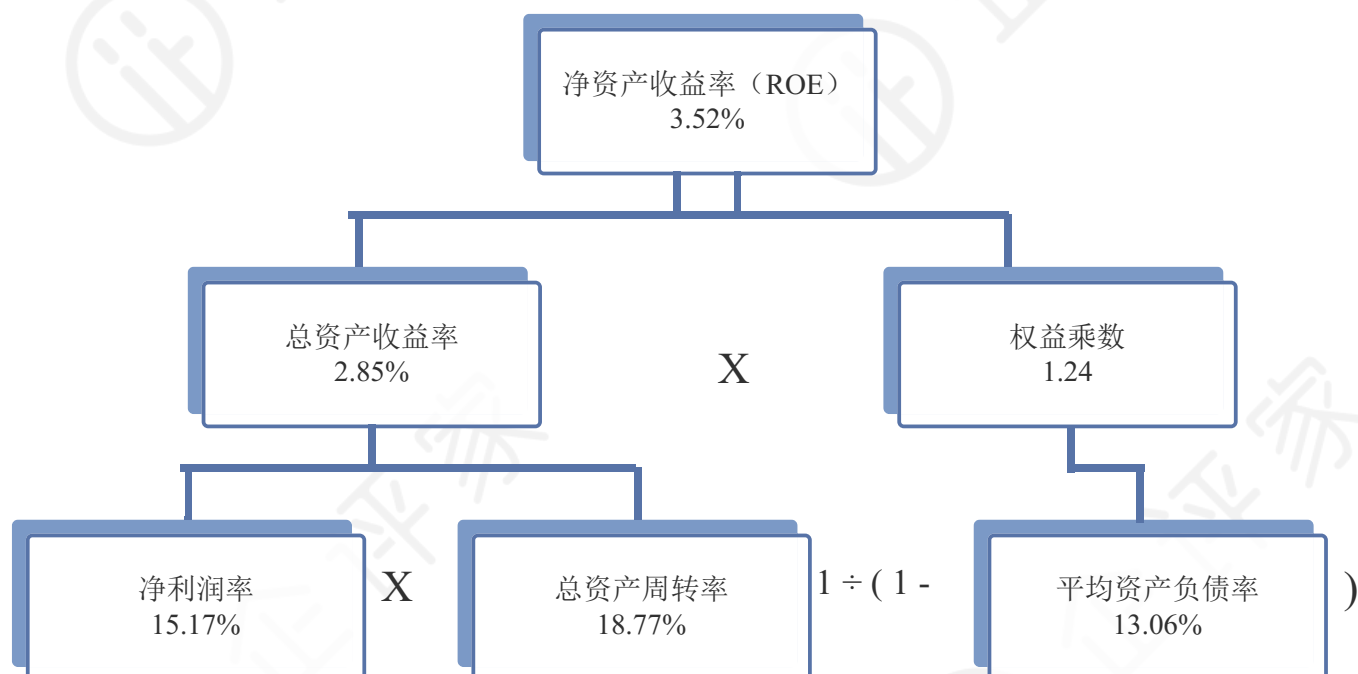 净资产收益率（ROE）
3.52%
总资产收益率
2.85%
X
权益乘数
1.24
净利润率
15.17%
X
总资产周转率
18.77%
1 ÷ ( 1 -
平均资产负债率
13.06%
)